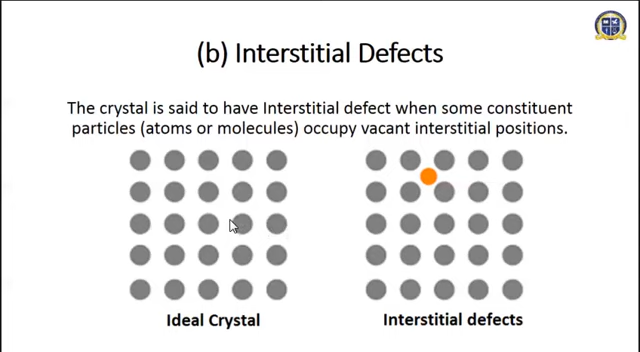 (b) Interstitial Defects
The crystal is said to have Interstitial defect when some constituent
particles (atoms or molecules) occupy vacant interstitial positions.
Ideal Crystal
Interstitial defects